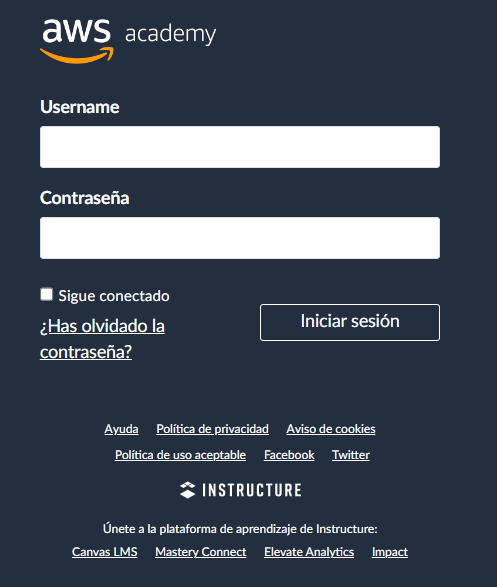 aws academy
Username
Contraseña
Sigue conectado
¿Has olvidado la
contraseña?
Iniciar sesión
Ayuda Política de privacidad Aviso de cookies
Política de uso aceptable Facebook Twitter
INSTRUCTURE
Únete a la plataforma de aprendizaje de Instructure:
Canvas LMS Mastery Connect Elevate Analytics Impact